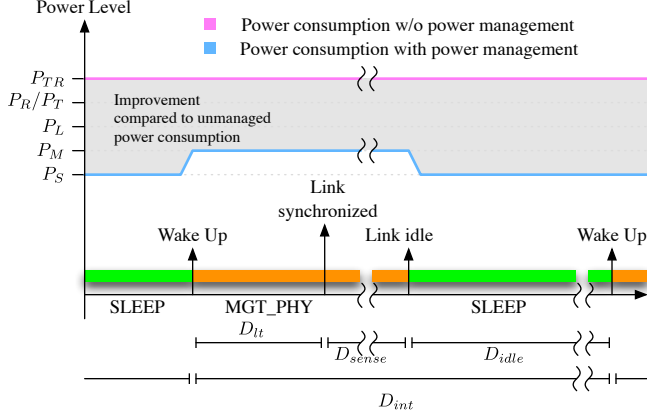 Power Level
Power consumption w/o power management
Power consumption with power management
P_TR
P_R/P_T
P_L
P_M
P_S
Improvement
compared to unmanaged
power consumption
Link
synchronized
Wake Up
Link idle
Wake Up
SLEEP
MGT_PHY
SLEEP
D_lt
D_sense
D_idle
D_int